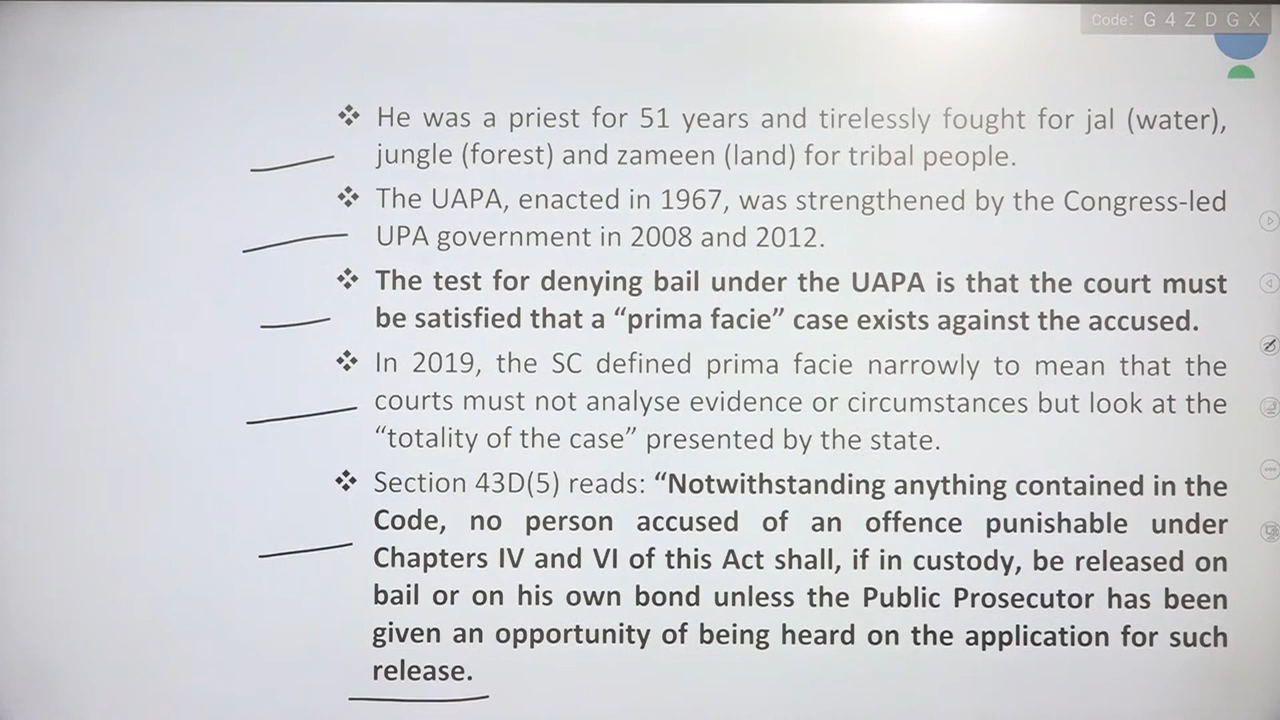 Code: G 4 Z D G X
❖ He was a priest for 51 years and tirelessly fought for jal (water),
jungle (forest) and zameen (land) for tribal people.
❖ The UAPA, enacted in 1967, was strengthened by the Congress-led
UPA government in 2008 and 2012.
❖ The test for denying bail under the UAPA is that the court must
be satisfied that a “prima facie” case exists against the accused.
❖ In 2019, the SC defined prima facie narrowly to mean that the
courts must not analyse evidence or circumstances but look at the
“totality of the case” presented by the state.
❖ Section 43D(5) reads: “Notwithstanding anything contained in the
Code, no person accused of an offence punishable under
Chapters IV and VI of this Act shall, if in custody, be released on
bail or on his own bond unless the Public Prosecutor has been
given an opportunity of being heard on the application for such
release.